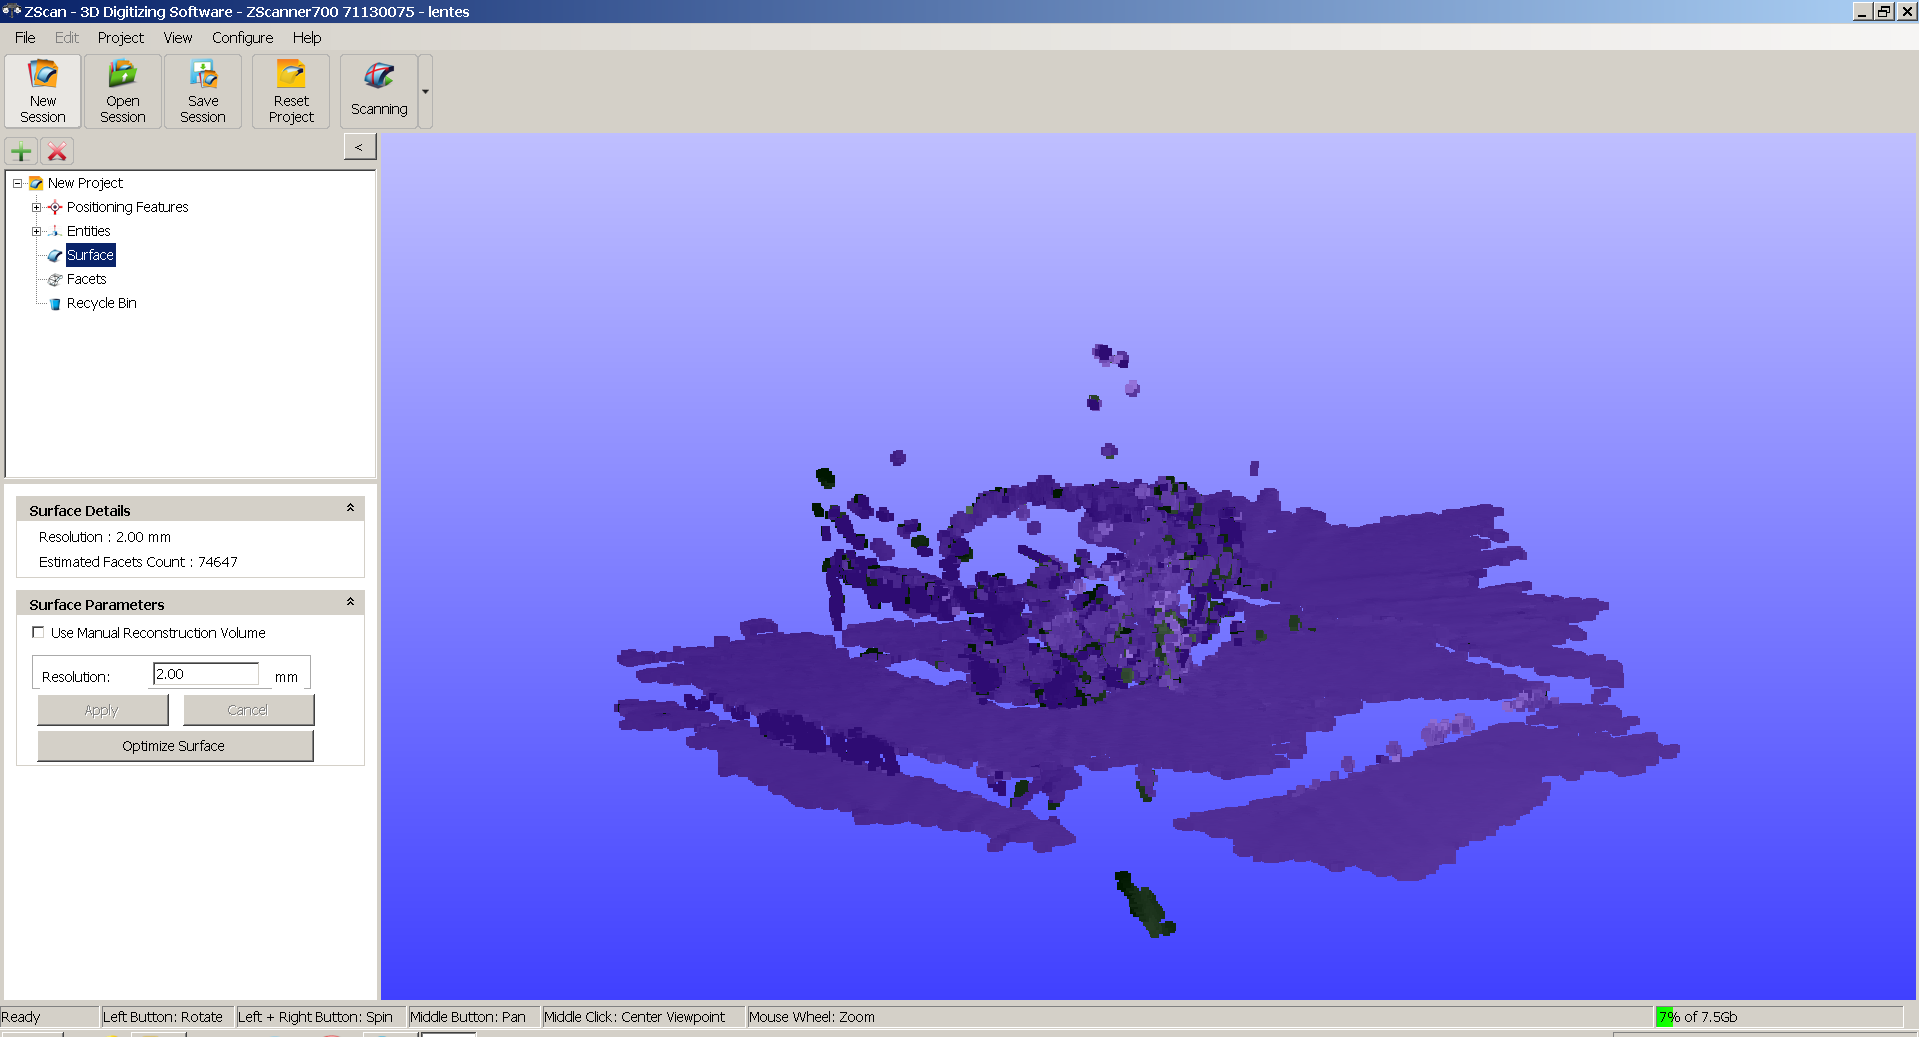 ZScan - 3D Digitizing Software - ZScanner700 71130075 - lentes
File Edit Project View Configure Help
New Session
Open Session
Save Session
Reset Project
Scanning
<
New Project
Positioning Features
Entities
Surface
Facets
Recycle Bin
Surface Details
Resolution : 2.00 mm
Estimated Facets Count : 74647
Surface Parameters
Use Manual Reconstruction Volume
Resolution: 2.00 mm
Apply Cancel
Optimize Surface
Ready Left Button: Rotate Left + Right Button: Spin Middle Button: Pan Middle Click: Center Viewpoint Mouse Wheel: Zoom 7% of 7.5Gb